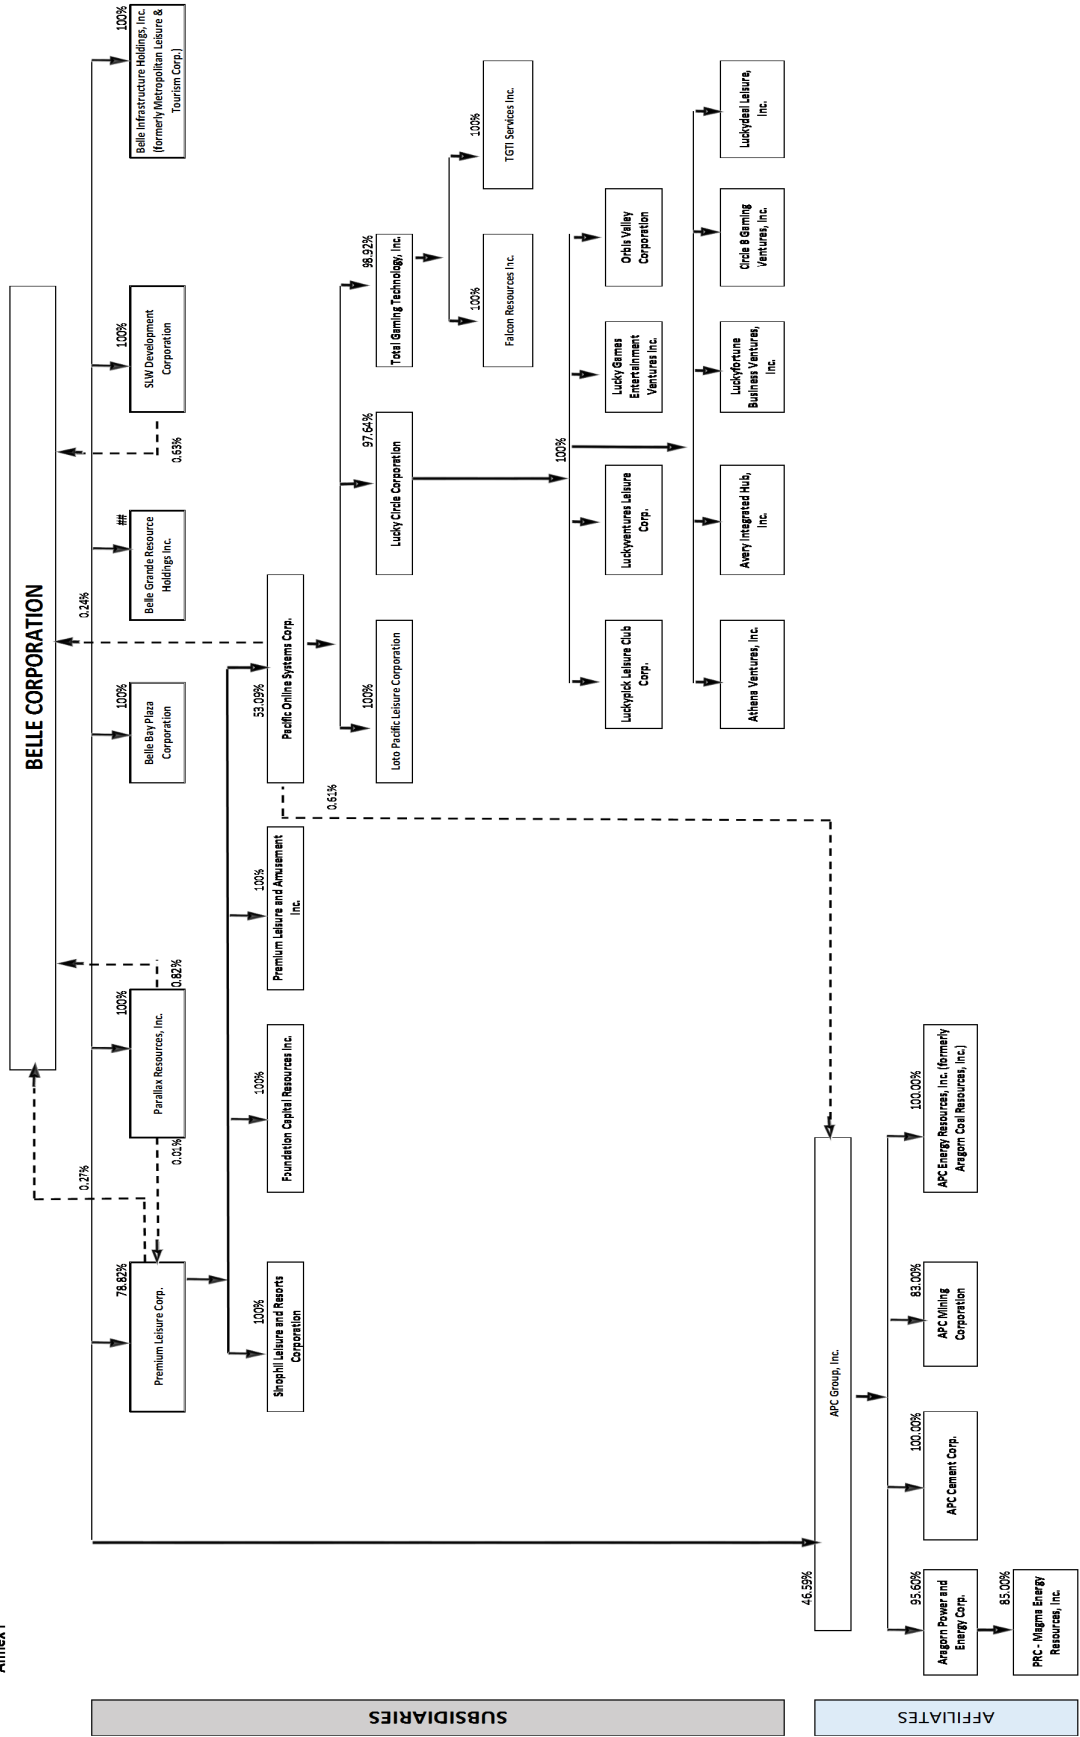 BELLE CORPORATION
0.27%
0.24%
78.82%
Premium Leisure Corp.
0.01%
100%
Parallax Resources, Inc.
0.82%
100%
Belle Bay Plaza
Corporation
##
Belle Grande Resource
Holdings Inc.
0.63%
100%
SLW Development
Corporation
100%
Belle Infrastructure Holdings, Inc.
(formerly Metropolitan Leisure &
Tourism Corp.)
SUBSIDIARIES
100%
Sinophil Leisure and Resorts
Corporation
100%
Foundation Capital Resources Inc.
100%
Premium Leisure and Amusement
Inc.
53.09%
Pacific Online Systems Corp.
0.61%
100%
Loto Pacific Leisure Corporation
97.64%
Lucky Circle Corporation
98.92%
Total Gaming Technology, Inc.
100%
Falcon Resources Inc.
100%
TGTI Services Inc.
100%
Luckypick Leisure Club
Corp.
Luckyventures Leisure
Corp.
Lucky Games
Entertainment
Ventures Inc.
Orbis Valley
Corporation
Athena Ventures, Inc.
Avery Integrated Hub,
Inc.
Luckyfortune
Business Ventures,
Inc.
Circle 8 Gaming
Ventures, Inc.
Luckydeal Leisure,
Inc.
AFFILIATES
46.59%
APC Group, Inc.
95.60%
Aragorn Power and
Energy Corp.
100.00%
APC Cement Corp.
83.00%
APC Mining
Corporation
100.00%
APC Energy Resources, Inc. (formerly
Aragorn Coal Resources, Inc.)
85.00%
PRC - Magma Energy
Resources, Inc.